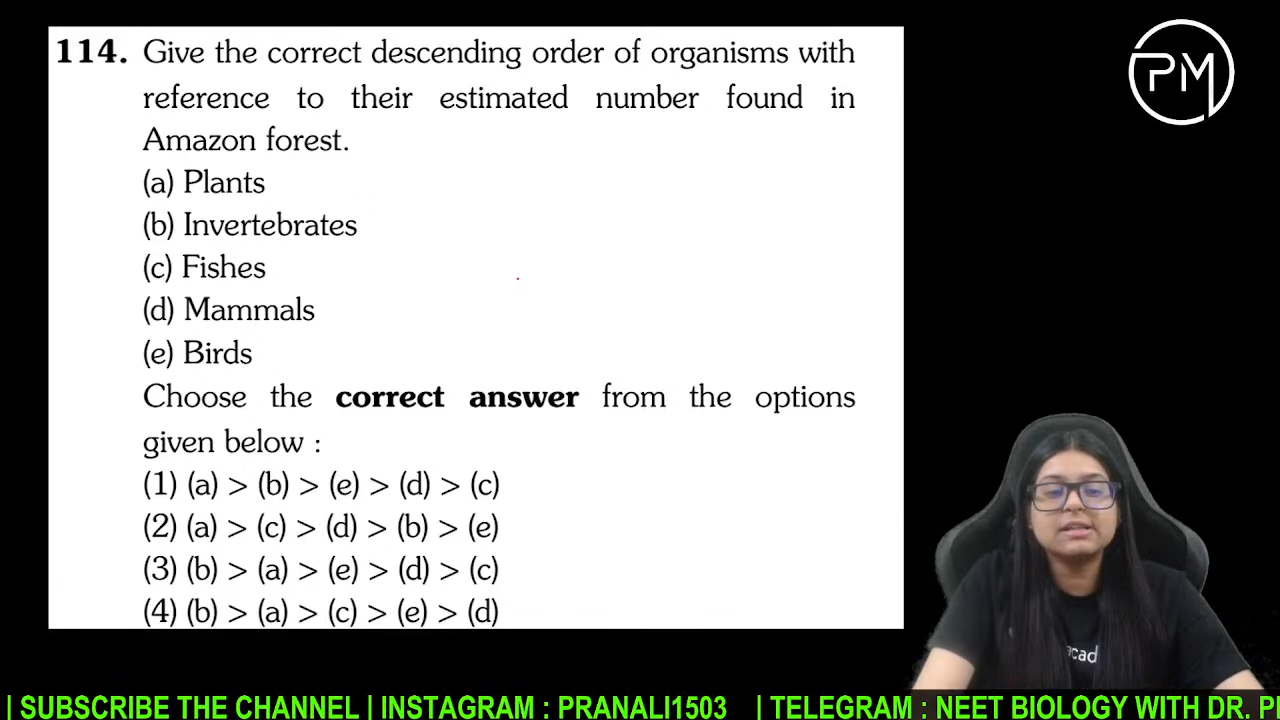 114. Give the correct descending order of organisms with
reference to their estimated number found in
Amazon forest.
(a) Plants
(b) Invertebrates
(c) Fishes
(d) Mammals
(e) Birds
Choose the correct answer from the options
given below :
(1) (a) > (b) > (e) > (d) > (c)
(2) (a) > (c) > (d) > (b) > (e)
(3) (b) > (a) > (e) > (d) > (c)
(4) (b) > (a) > (c) > (e) > (d)
PM
acad
| SUBSCRIBE THE CHANNEL | INSTAGRAM : PRANALI1503 | TELEGRAM : NEET BIOLOGY WITH DR. P